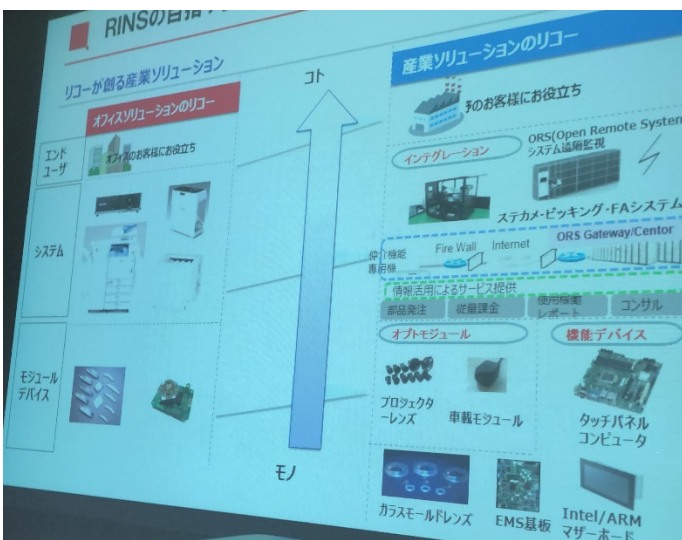 RINSの目指す
リコーが創る産業ソリューション
オフィスソリューションのリコー
エンド
ユーザ
オフィスのお客様にお役立ち
システム
モジュール
デバイス
コト
モノ
産業ソリューションのリコー
のお客様にお役立ち
インテグレーション
ORS(Open Remote System
システム遠隔監視
ステカメ・ピッキング・FAシステム
仲介機能
専用機
Fire Wall
Internet
ORS Gateway/Centor
情報活用によるサービス提供
部品発注
従量課金
使用稼働
レポート
コンサル
オプトモジュール
機能デバイス
プロジェクタ
ーレンズ
車載モジュール
タッチパネル
コンピュータ
ガラスモールドレンズ
EMS基板
Intel/ARM
マザーボード